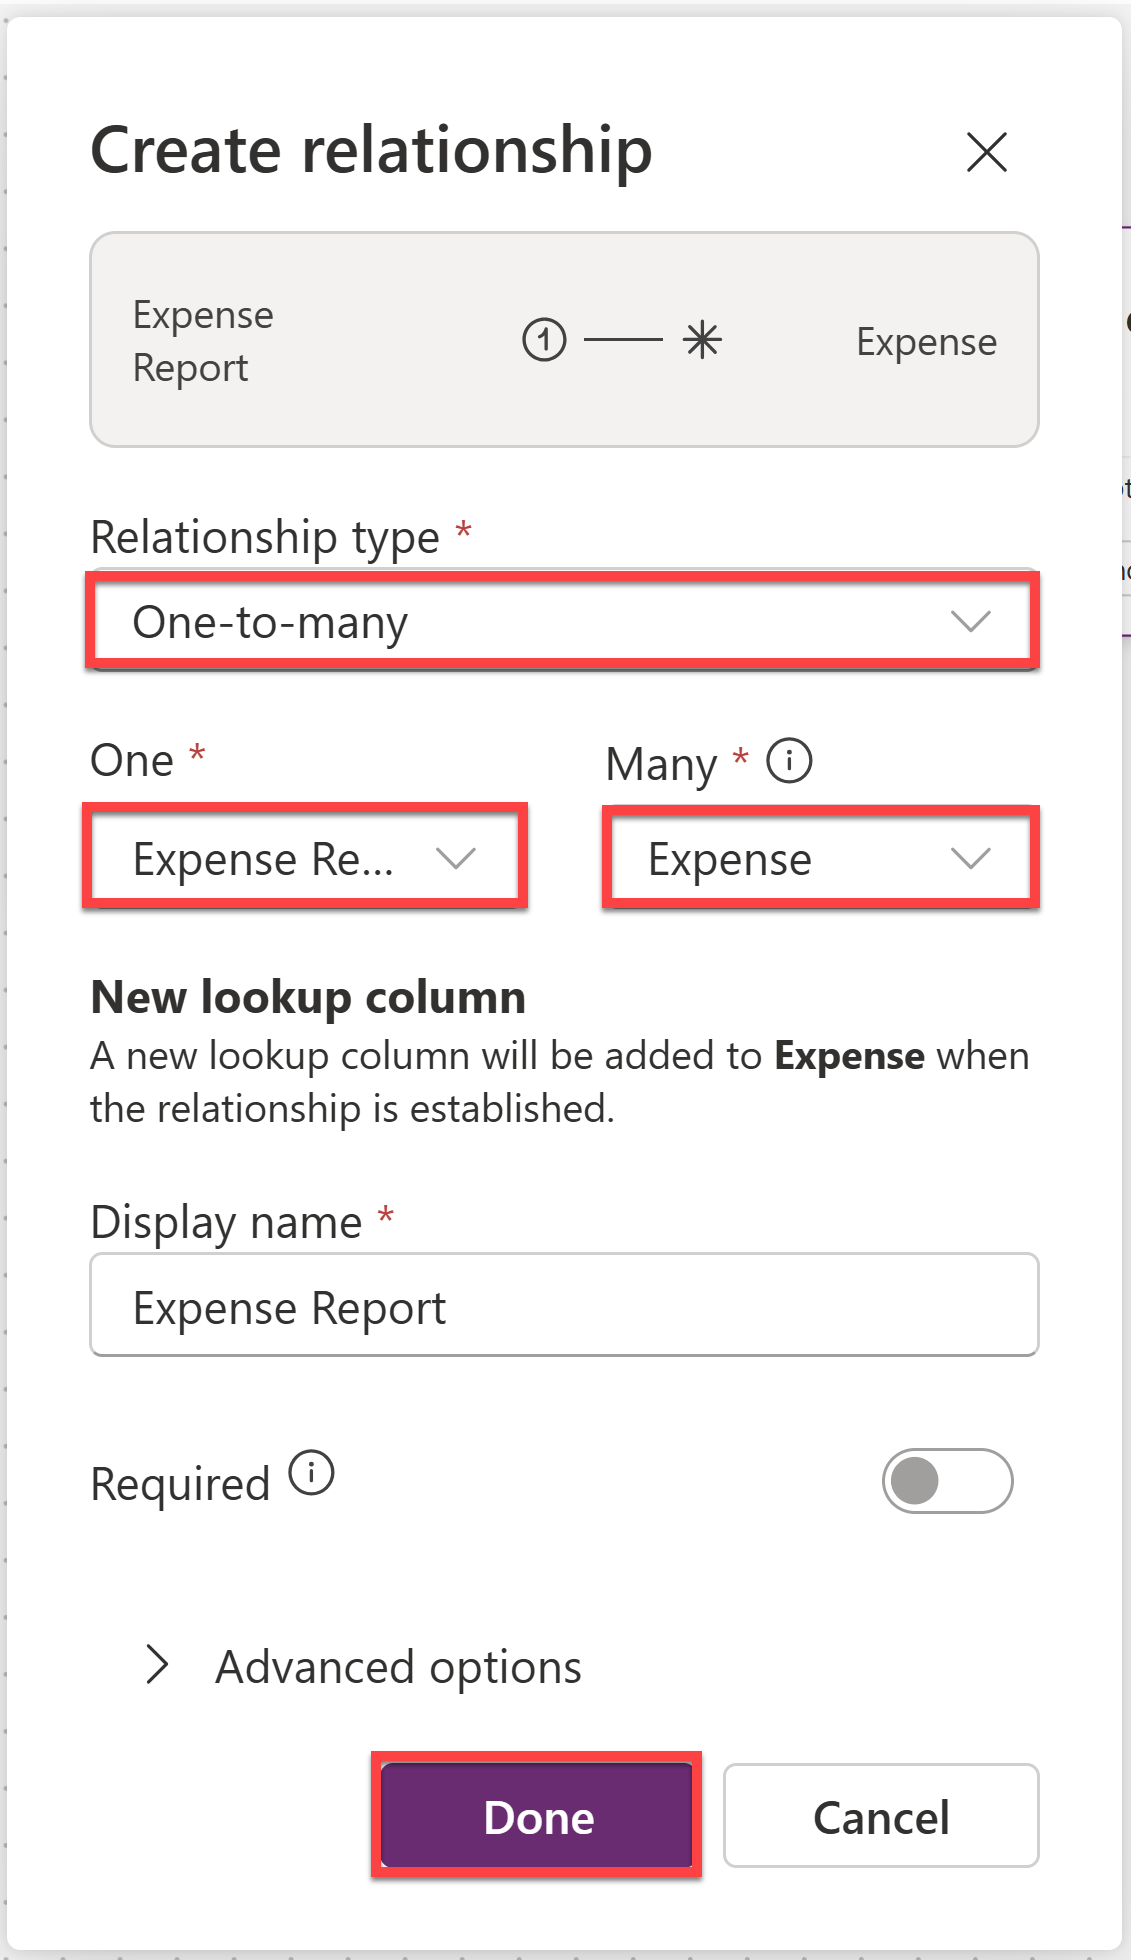 Create relationship
Expense
Report
1
Expense
Relationship type *
One-to-many
One *
Many *
Expense Re...
Expense
New lookup column
A new lookup column will be added to Expense when
the relationship is established.
Display name *
Expense Report
Required
Advanced options
Done
Cancel